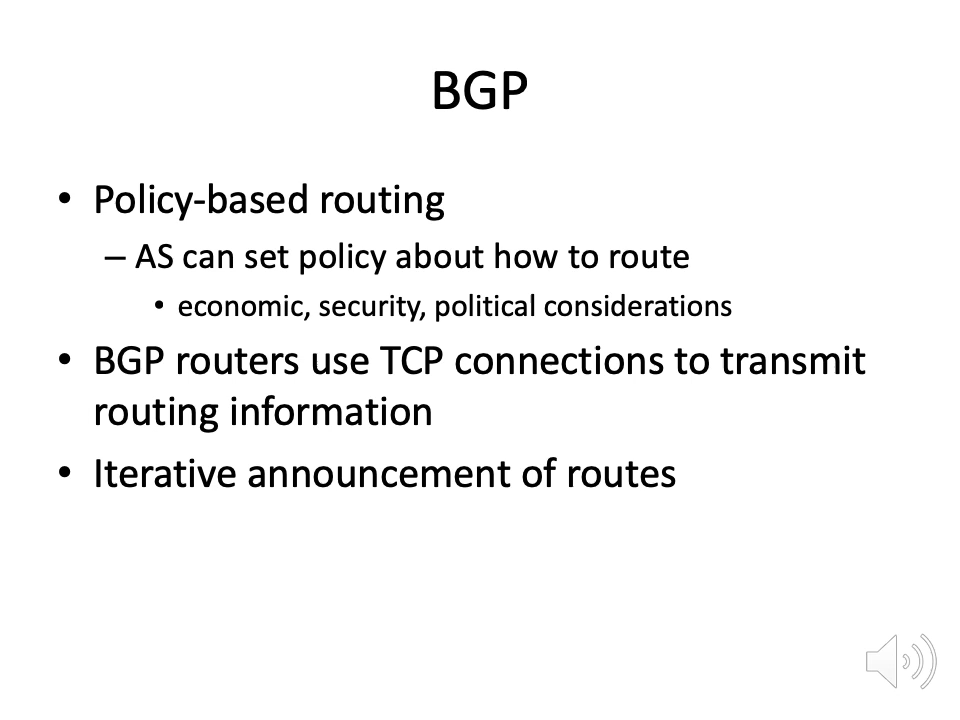 BGP
• Policy-based routing
– AS can set policy about how to route
• economic, security, political considerations
• BGP routers use TCP connections to transmit
routing information
• Iterative announcement of routes